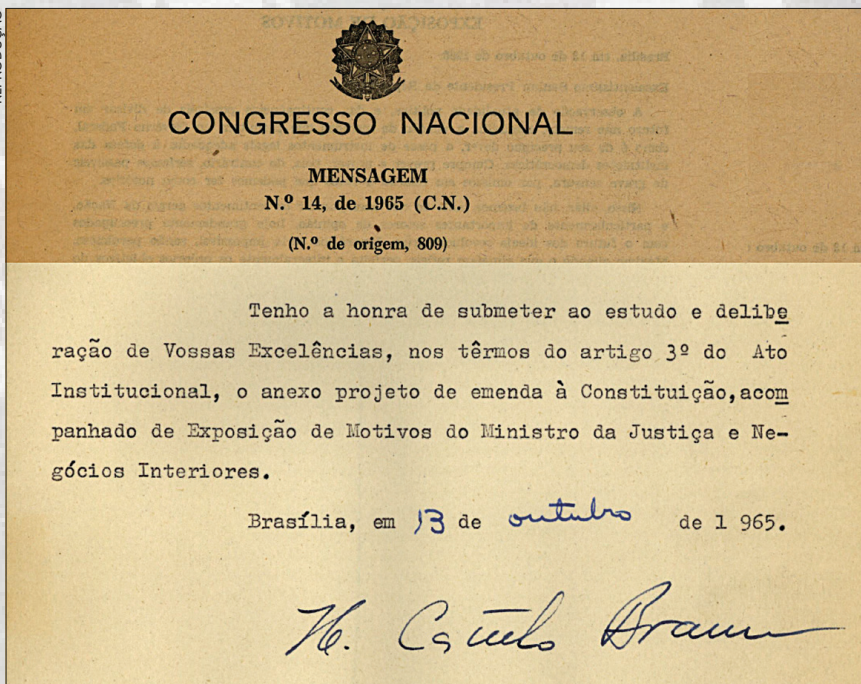 REPRODUÇÃO
CONGRESSO NACIONAL
MENSAGEM
N.º 14, de 1965 (C.N.)
(N.º de origem, 809)
Tenho a honra de submeter ao estudo e delibe
ração de Vossas Excelências, nos têrmos do artigo 3º do Ato
Institucional, o anexo projeto de emenda à Constituição,acom
panhado de Exposição de Motivos do Ministro da Justiça e Ne-
gócios Interiores.
Brasília, em 13 de outubro de 1 965.
H. Castello Branco